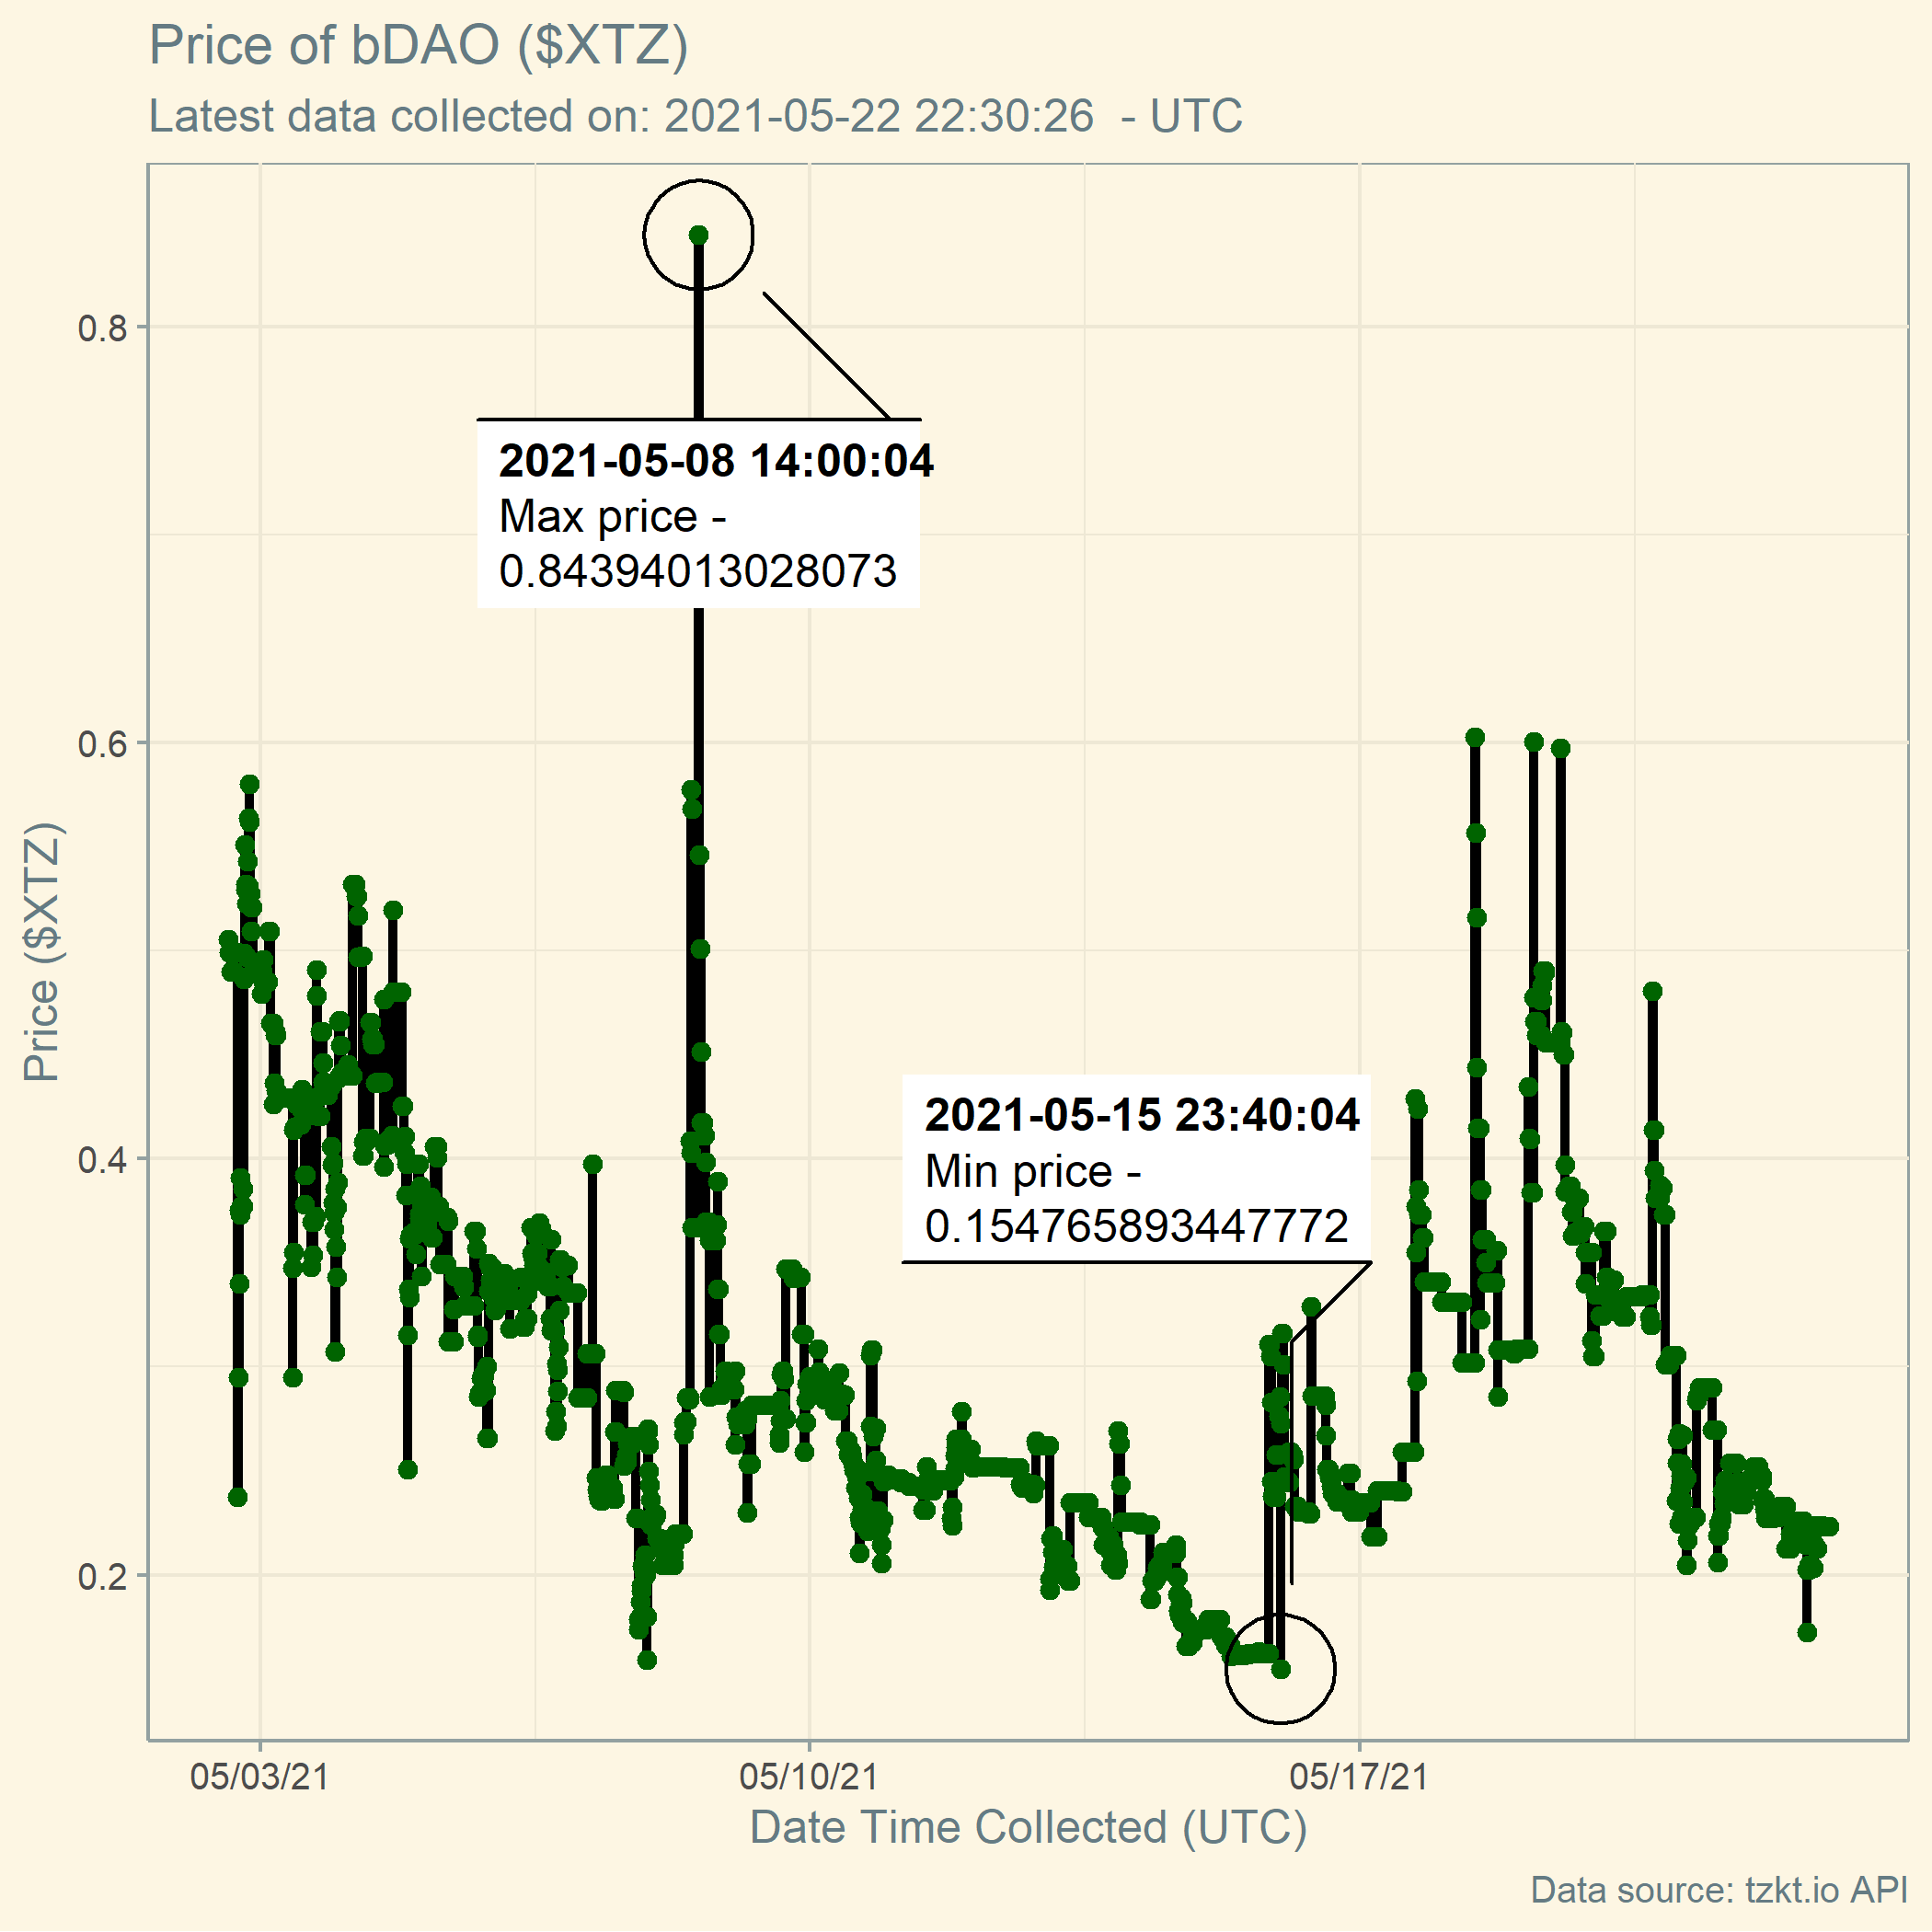 Price of bDAO ($XTZ)
Latest data collected on: 2021-05-22 22:30:26  - UTC
0.8
0.6
0.4
0.2
Price ($XTZ)
2021-05-08 14:00:04
Max price -
0.84394013028073
2021-05-15 23:40:04
Min price -
0.154765893447772
05/03/21
05/10/21
05/17/21
Date Time Collected (UTC)
Data source: tzkt.io API